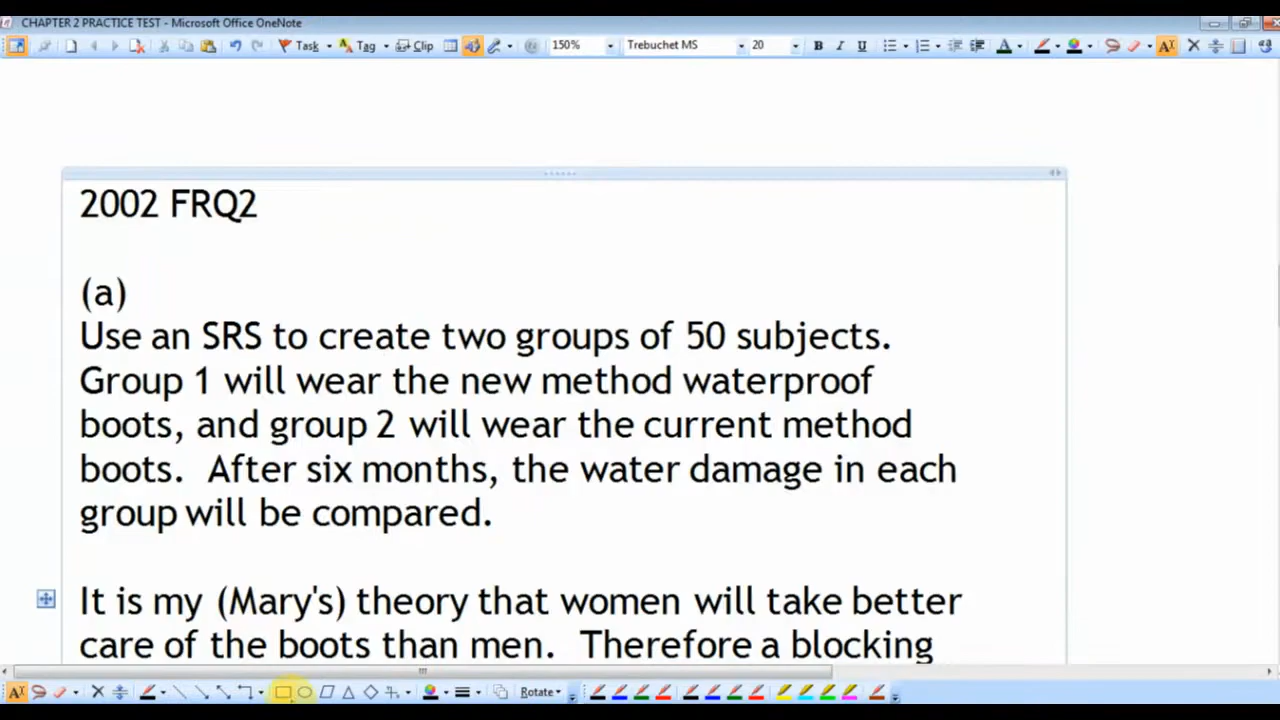 CHAPTER 2 PRACTICE TEST - Microsoft Office OneNote
Task Tag Clip 150% Trebuchet MS 20 B I U A A
2002 FRQ2
(a)
Use an SRS to create two groups of 50 subjects.
Group 1 will wear the new method waterproof
boots, and group 2 will wear the current method
boots. After six months, the water damage in each
group will be compared.
It is my (Mary's) theory that women will take better
care of the boots than men. Therefore a blocking
A Rotate